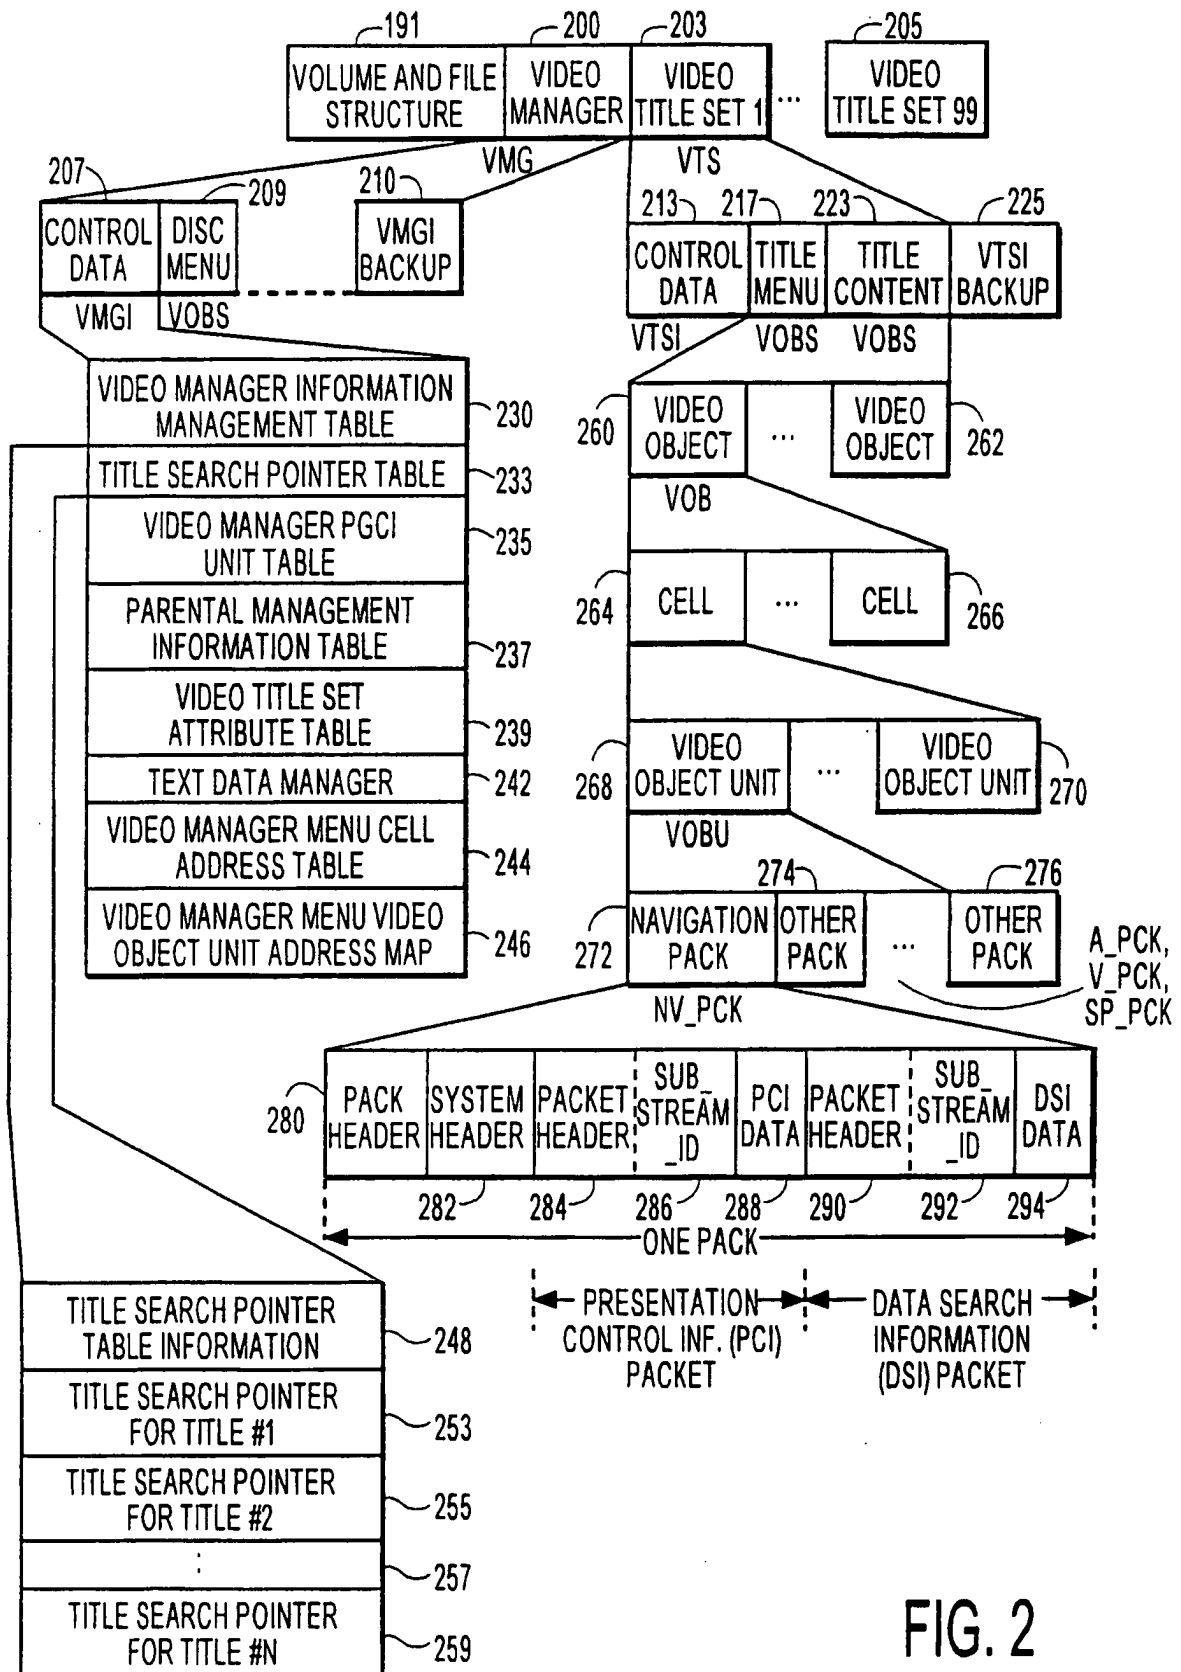 191
200
203
205
VOLUME AND FILE
STRUCTURE
VIDEO
MANAGER
VIDEO
TITLE SET 1
...
VIDEO
TITLE SET 99
VMG
VTS
207
209
210
213
217
223
225
CONTROL
DATA
DISC
MENU
VMGI
BACKUP
CONTROL
DATA
TITLE
MENU
TITLE
CONTENT
VTSI
BACKUP
VMGI
VOBS
VTSI
VOBS
VOBS
VIDEO MANAGER INFORMATION
MANAGEMENT TABLE
230
TITLE SEARCH POINTER TABLE
233
VIDEO MANAGER PGCI
UNIT TABLE
235
PARENTAL MANAGEMENT
INFORMATION TABLE
237
VIDEO TITLE SET
ATTRIBUTE TABLE
239
TEXT DATA MANAGER
242
VIDEO MANAGER MENU CELL
ADDRESS TABLE
244
VIDEO MANAGER MENU VIDEO
OBJECT UNIT ADDRESS MAP
246
260
VIDEO
OBJECT
...
VIDEO
OBJECT
262
VOB
264
CELL
...
CELL
266
268
VIDEO
OBJECT UNIT
...
VIDEO
OBJECT UNIT
270
VOBU
274
276
272
NAVIGATION
PACK
OTHER
PACK
...
OTHER
PACK
A_PCK,
V_PCK,
SP_PCK
NV_PCK
280
PACK
HEADER
SYSTEM
HEADER
PACKET
HEADER
SUB_
STREAM
_ID
PCI
DATA
PACKET
HEADER
SUB_
STREAM
_ID
DSI
DATA
282
284
286
288
290
292
294
ONE PACK
PRESENTATION
CONTROL INF. (PCI)
PACKET
DATA SEARCH
INFORMATION
(DSI) PACKET
TITLE SEARCH POINTER
TABLE INFORMATION
248
TITLE SEARCH POINTER
FOR TITLE #1
253
TITLE SEARCH POINTER
FOR TITLE #2
255
:
257
TITLE SEARCH POINTER
FOR TITLE #N
259
FIG. 2